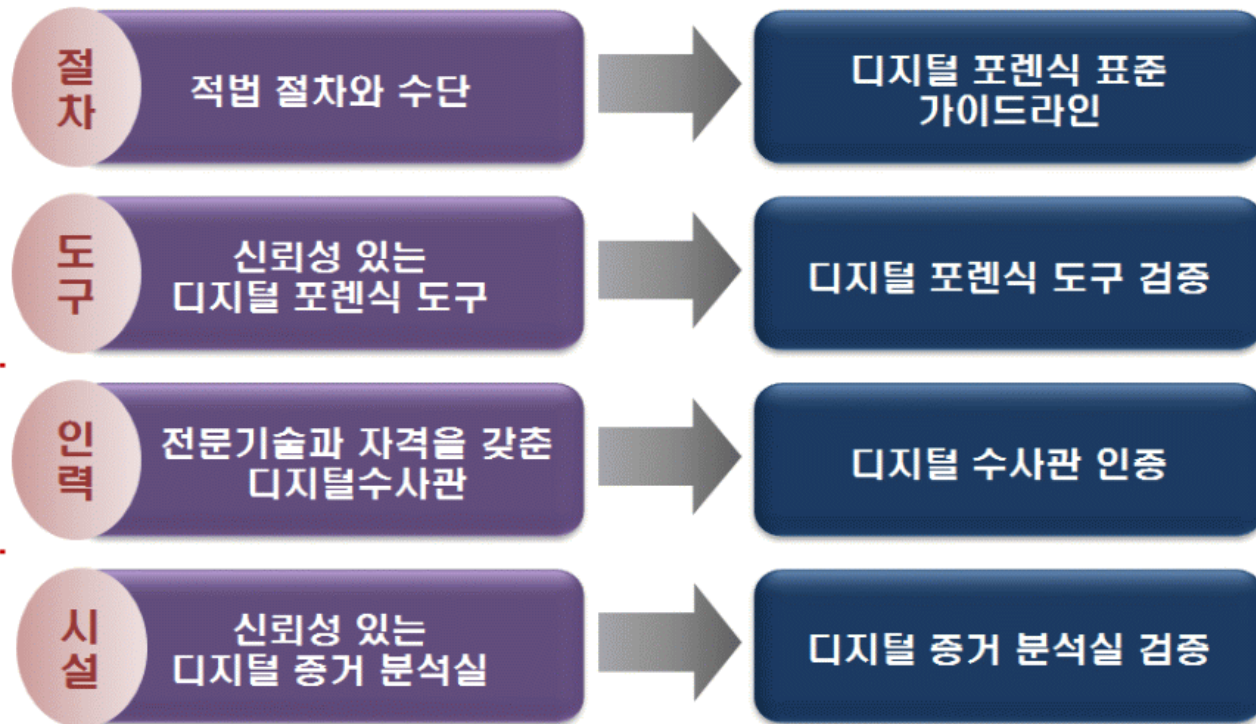 절차
적법 절차와 수단
디지털 포렌식 표준
가이드라인
도구
신뢰성 있는
디지털 포렌식 도구
디지털 포렌식 도구 검증
인력
전문기술과 자격을 갖춘
디지털수사관
디지털 수사관 인증
시설
신뢰성 있는
디지털 증거 분석실
디지털 증거 분석실 검증